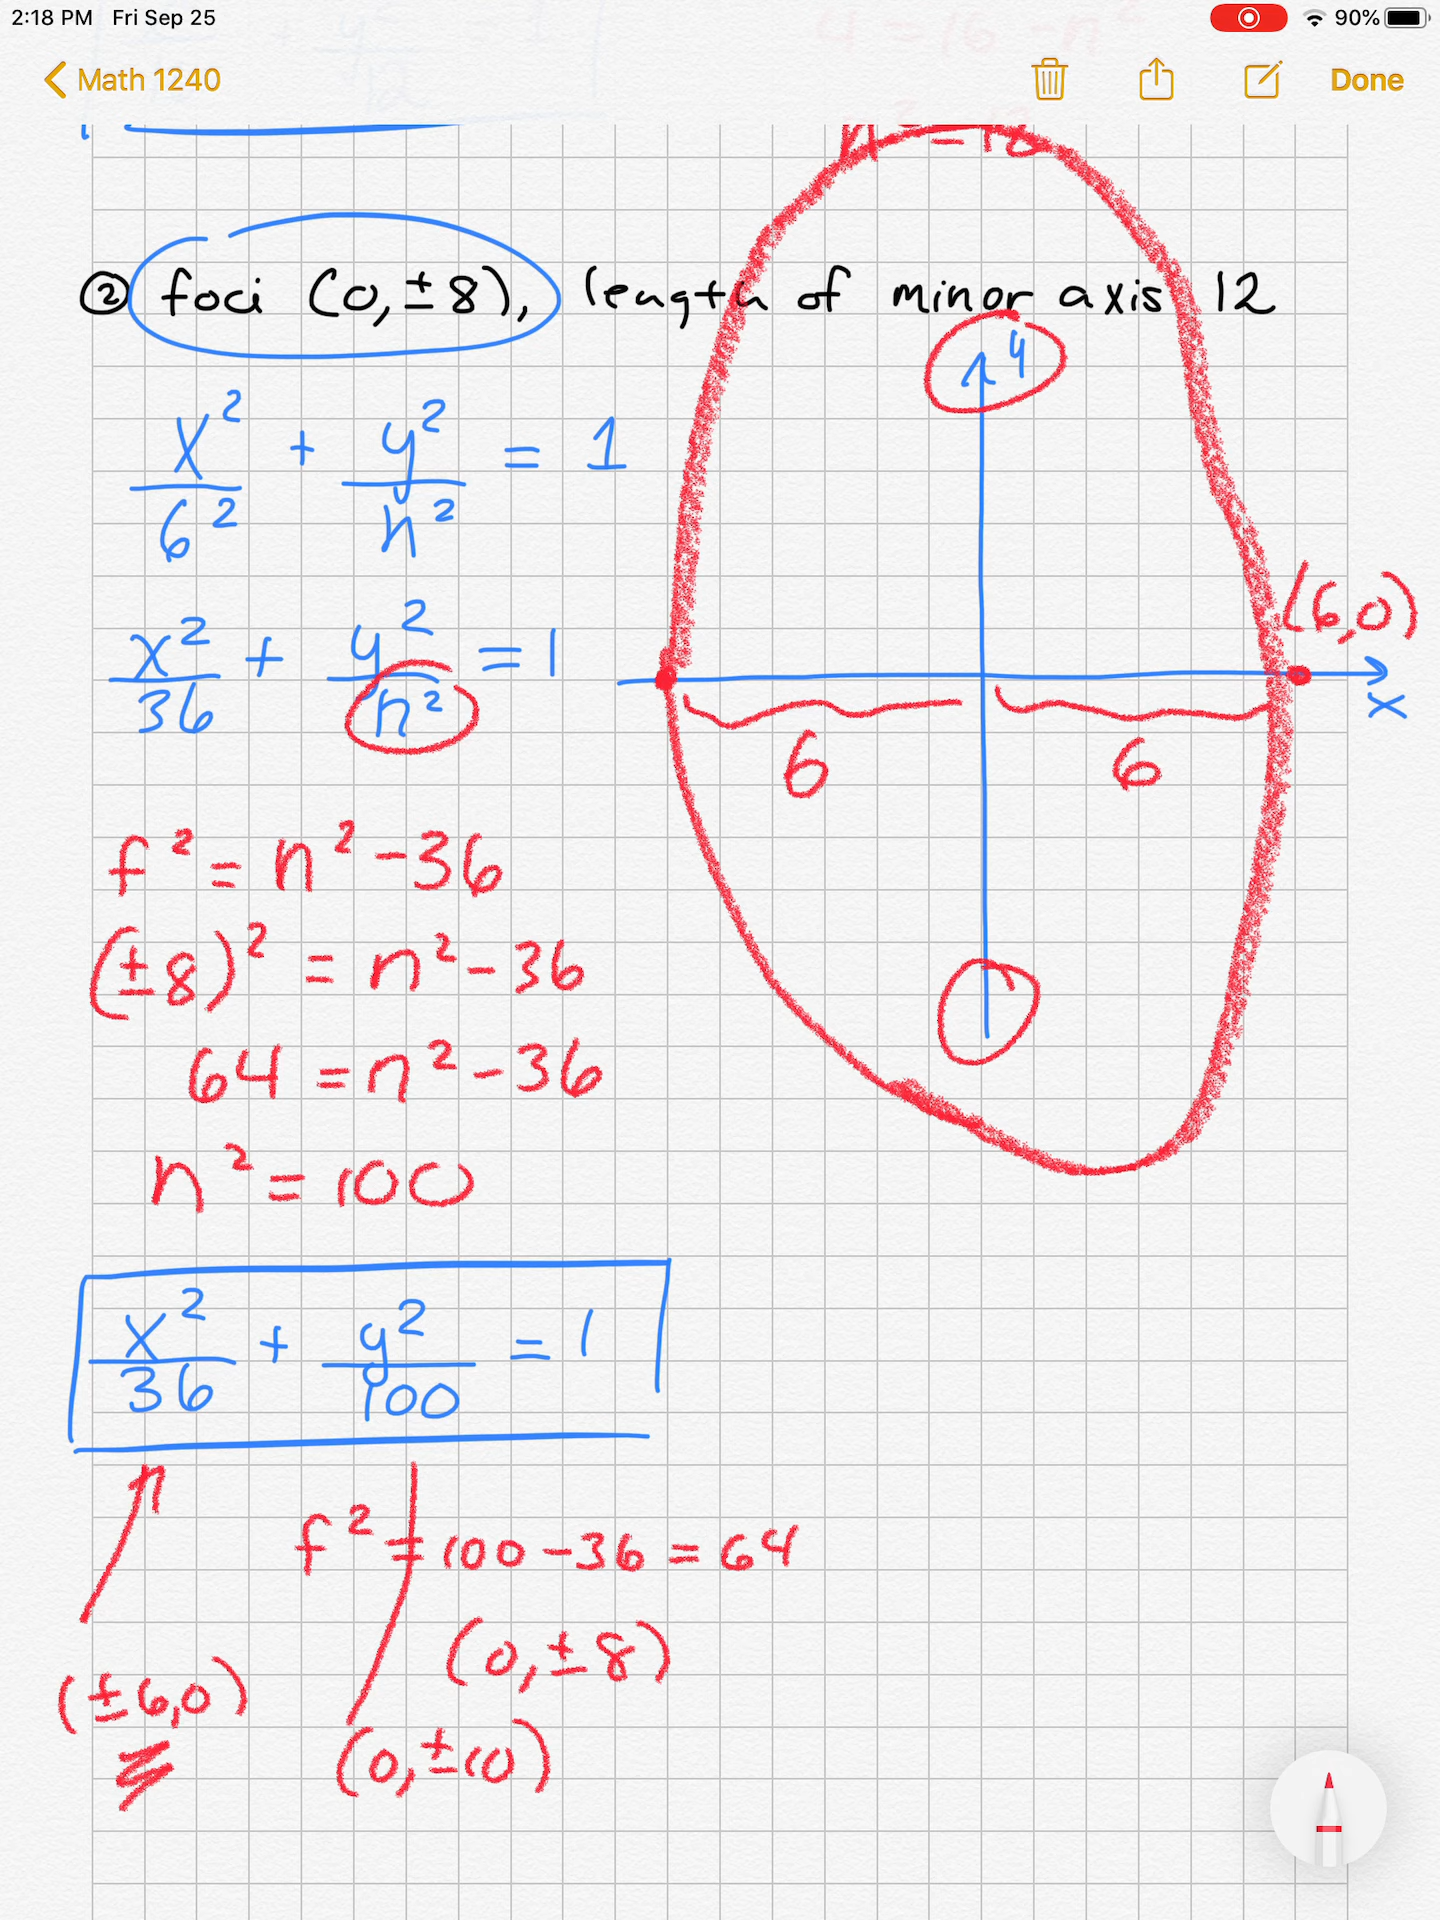 2:18 PM Fri Sep 25 90%
Math 1240 Done
n² = 18
② foci (0, ±8), length of minor axis 12
x²/6² + y²/n² = 1
y
x²/36 + y²/n² = 1
(6,0)
x
6 6
f² = n² - 36
(±8)² = n² - 36
64 = n² - 36
n² = 100
x²/36 + y²/100 = 1
f² = 100 - 36 = 64
(0, ±8)
(±6,0)
(0, ±10)